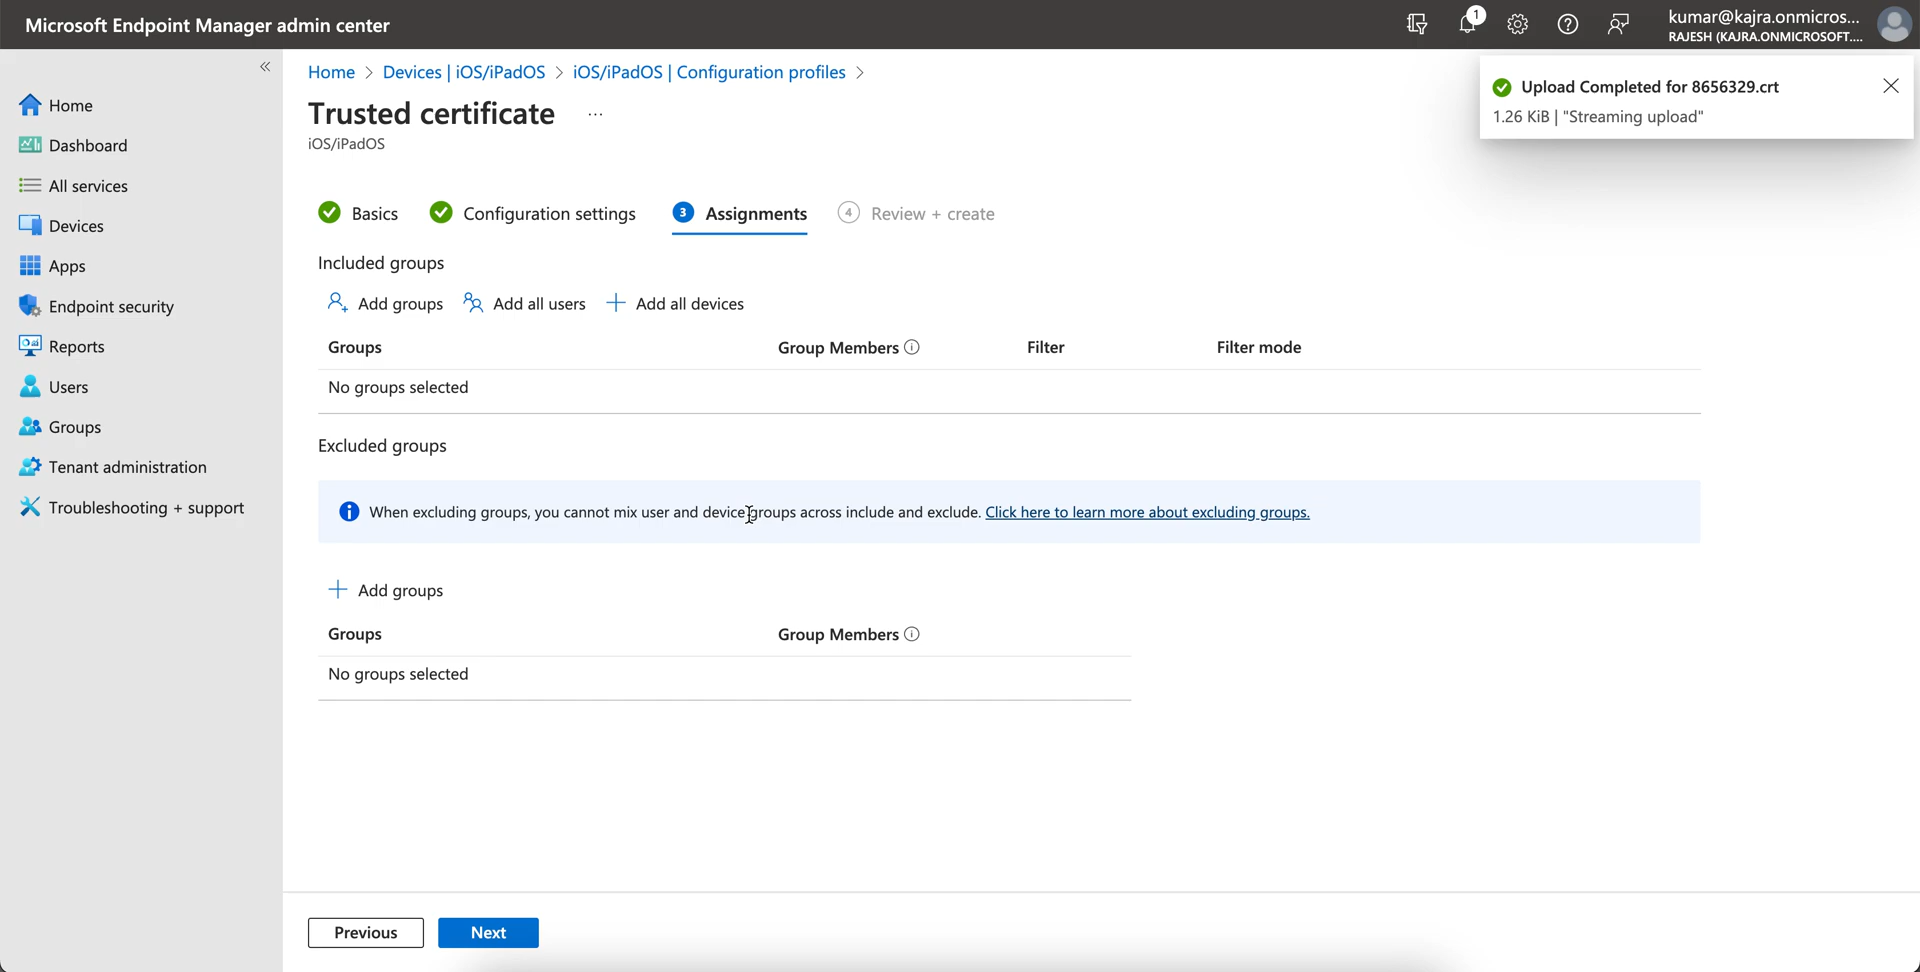 Microsoft Endpoint Manager admin center
1
kumar@kajra.onmicros...
RAJESH (KAJRA.ONMICROSOFT....
Home
Dashboard
All services
Devices
Apps
Endpoint security
Reports
Users
Groups
Tenant administration
Troubleshooting + support
Home > Devices | iOS/iPadOS > iOS/iPadOS | Configuration profiles >
Trusted certificate ...
iOS/iPadOS
Upload Completed for 8656329.crt
1.26 KiB | "Streaming upload"
Basics Configuration settings 3 Assignments 4 Review + create
Included groups
Add groups Add all users Add all devices
Groups Group Members Filter Filter mode
No groups selected
Excluded groups
When excluding groups, you cannot mix user and device groups across include and exclude. Click here to learn more about excluding groups.
Add groups
Groups Group Members
No groups selected
Previous Next